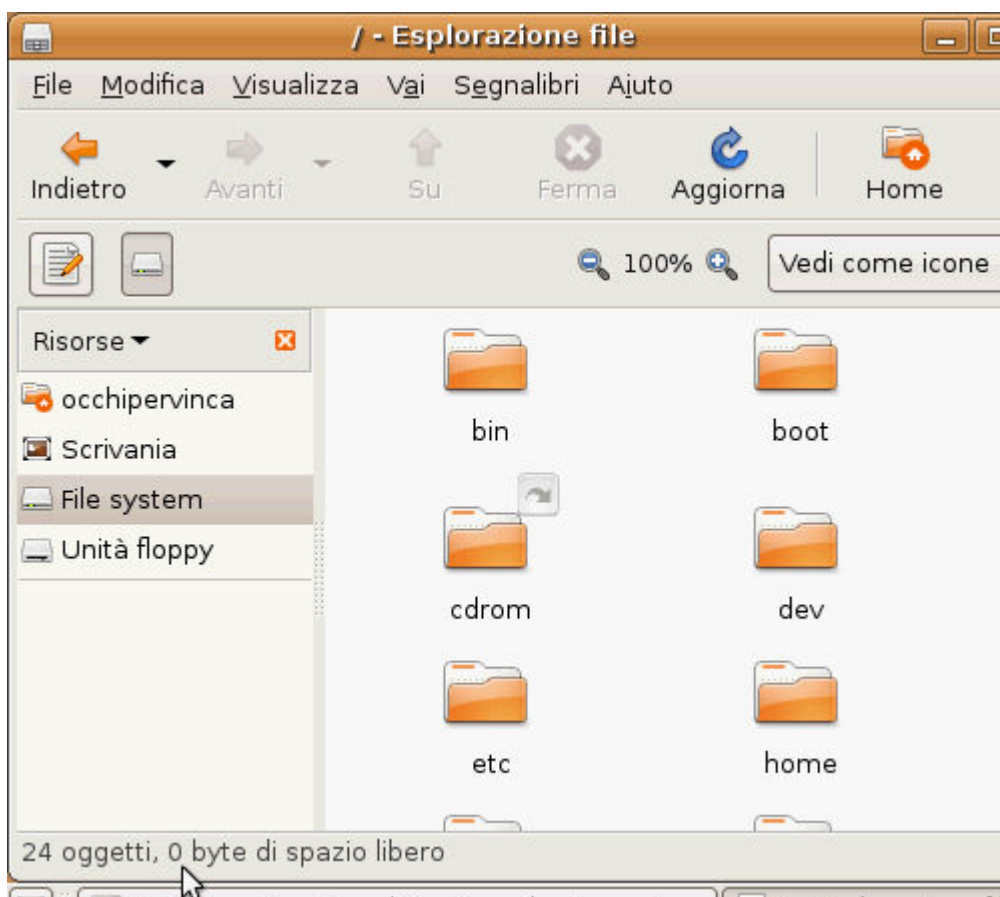 / - Esplorazione file
File Modifica Visualizza Vai Segnalibri Aiuto
Indietro Avanti Su Ferma Aggiorna Home
100% Vedi come icone
Risorse
occhipervinca
Scrivania
File system
Unità floppy
bin boot
cdrom dev
etc home
24 oggetti, 0 byte di spazio libero